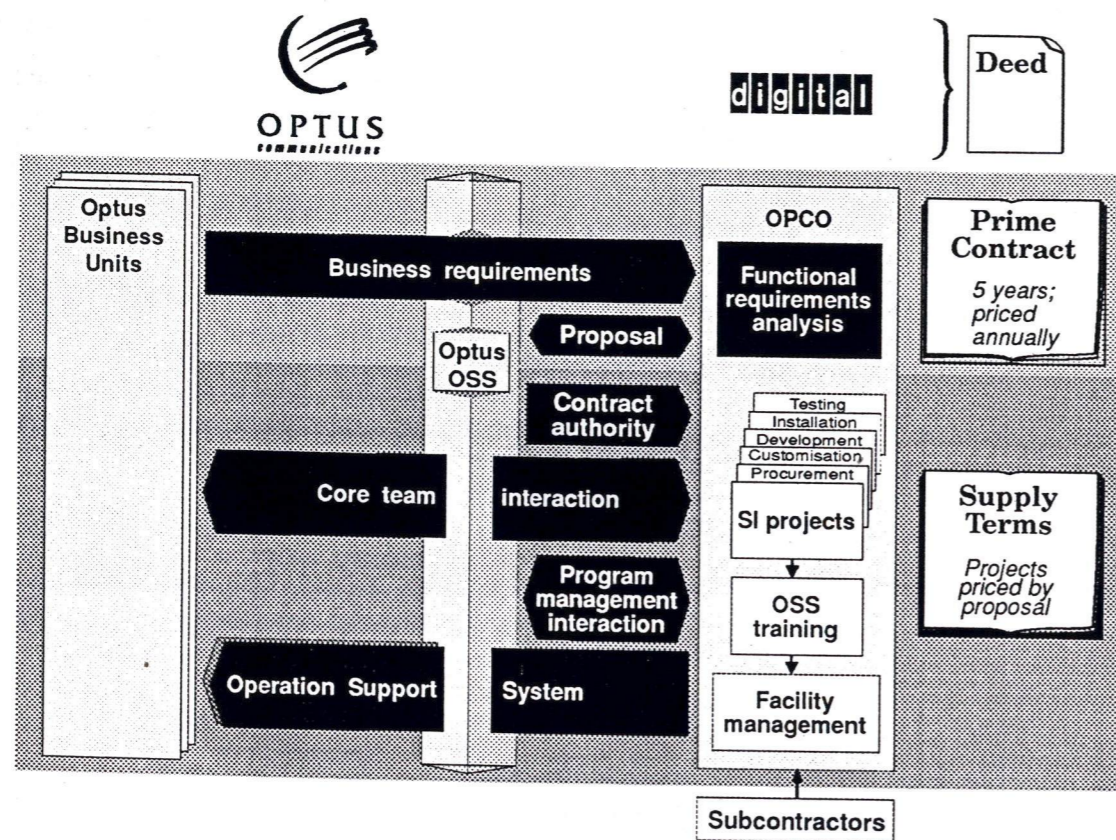 OPTUS
communications
digital
Deed
Optus
Business
Units
Business requirements
Proposal
Optus
OSS
Contract
authority
Core team
interaction
Program
management
interaction
Operation Support
System
OPCO
Functional
requirements
analysis
Testing
Installation
Development
Customisation
Procurement
SI projects
OSS
training
Facility
management
Subcontractors
Prime
Contract
5 years;
priced
annually
Supply
Terms
Projects
priced by
proposal